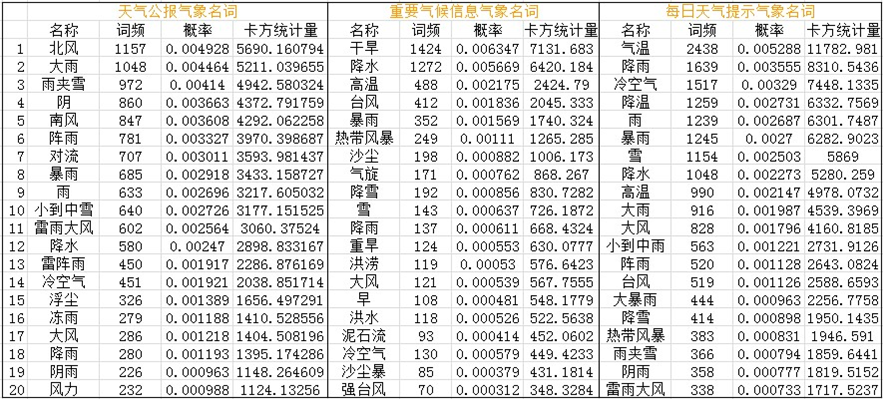 天气公报气象名词 重要气候信息气象名词 每日天气提示气象名词
名称 词频 概率 卡方统计量 名称 词频 概率 卡方统计量 名称 词频 概率 卡方统计量
1 北风 1157 0.004928 5690.160794 干旱 1424 0.006347 7131.683 气温 2438 0.005288 11782.981
2 大雨 1048 0.004464 5211.039655 降水 1272 0.005669 6420.184 降雨 1639 0.003555 8310.5436
3 雨夹雪 972 0.00414 4942.580324 高温 488 0.002175 2424.79 冷空气 1517 0.00329 7448.1335
4 阴 860 0.003663 4372.791759 台风 412 0.001836 2045.333 降温 1259 0.002731 6332.7569
5 南风 847 0.003608 4292.062258 暴雨 352 0.001569 1740.324 雨 1239 0.002687 6301.7487
6 阵雨 781 0.003327 3970.398687 热带风暴 249 0.00111 1265.285 暴雨 1245 0.0027 6282.9023
7 对流 707 0.003011 3593.981437 沙尘 198 0.000882 1006.173 雪 1154 0.002503 5869
8 暴雨 685 0.002918 3433.158727 气旋 171 0.000762 868.267 降水 1048 0.002273 5280.259
9 雨 633 0.002696 3217.605032 降雪 192 0.000856 830.7282 高温 990 0.002147 4978.0732
10 小到中雪 640 0.002726 3177.151525 雪 143 0.000637 726.1872 大雨 916 0.001987 4539.3969
11 雷雨大风 602 0.002564 3060.37524 降雨 137 0.000611 668.4324 大风 828 0.001796 4160.8185
12 降水 580 0.00247 2898.833167 重旱 124 0.000553 630.0777 小到中雨 563 0.001221 2731.9126
13 雷阵雨 450 0.001917 2286.876169 洪涝 119 0.00053 576.6423 阵雨 520 0.001128 2643.0824
14 冷空气 451 0.001921 2038.851714 大风 121 0.000539 567.7555 台风 519 0.001126 2588.6593
15 浮尘 326 0.001389 1656.497291 旱 108 0.000481 548.1779 大暴雨 444 0.000963 2256.7758
16 冻雨 279 0.001188 1410.528556 洪水 118 0.000526 522.5638 降雪 414 0.000898 1950.1435
17 大风 286 0.001218 1404.508196 泥石流 93 0.000414 452.0602 热带风暴 383 0.000831 1946.591
18 降雨 280 0.001193 1395.174286 冷空气 130 0.000579 449.4233 雨夹雪 366 0.000794 1859.6441
19 阴雨 226 0.000963 1148.264609 沙尘暴 85 0.000379 431.1814 阴雨 358 0.000777 1819.5152
20 风力 232 0.000988 1124.13256 强台风 70 0.000312 348.3284 雷雨大风 338 0.000733 1717.5237